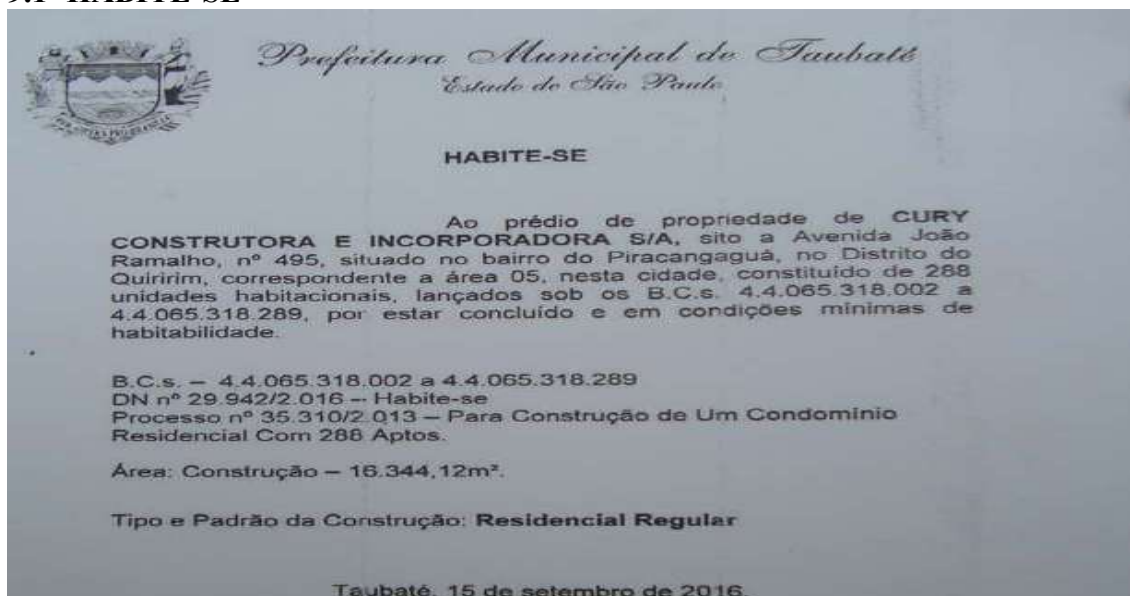 9.1 HABITE-SE
Prefeitura Municipal de Taubaté
Estado de São Paulo
HABITE-SE
Ao prédio de propriedade de CURY
CONSTRUTORA E INCORPORADORA S/A, sito a Avenida João
Ramalho, nº 495, situado no bairro do Piracangaguá, no Distrito do
Quiririm, correspondente a área 05, nesta cidade, constituído de 288
unidades habitacionais, lançados sob os B.C.s. 4.4.065.318.002 a
4.4.065.318.289, por estar concluído e em condições mínimas de
habitabilidade.
B.C.s. – 4.4.065.318.002 a 4.4.065.318.289
DN nº 29.942/2.016 – Habite-se
Processo nº 35.310/2.013 – Para Construção de Um Condomínio
Residencial Com 288 Aptos.
Área: Construção – 16.344,12m².
Tipo e Padrão da Construção: Residencial Regular
Taubaté, 15 de setembro de 2016.